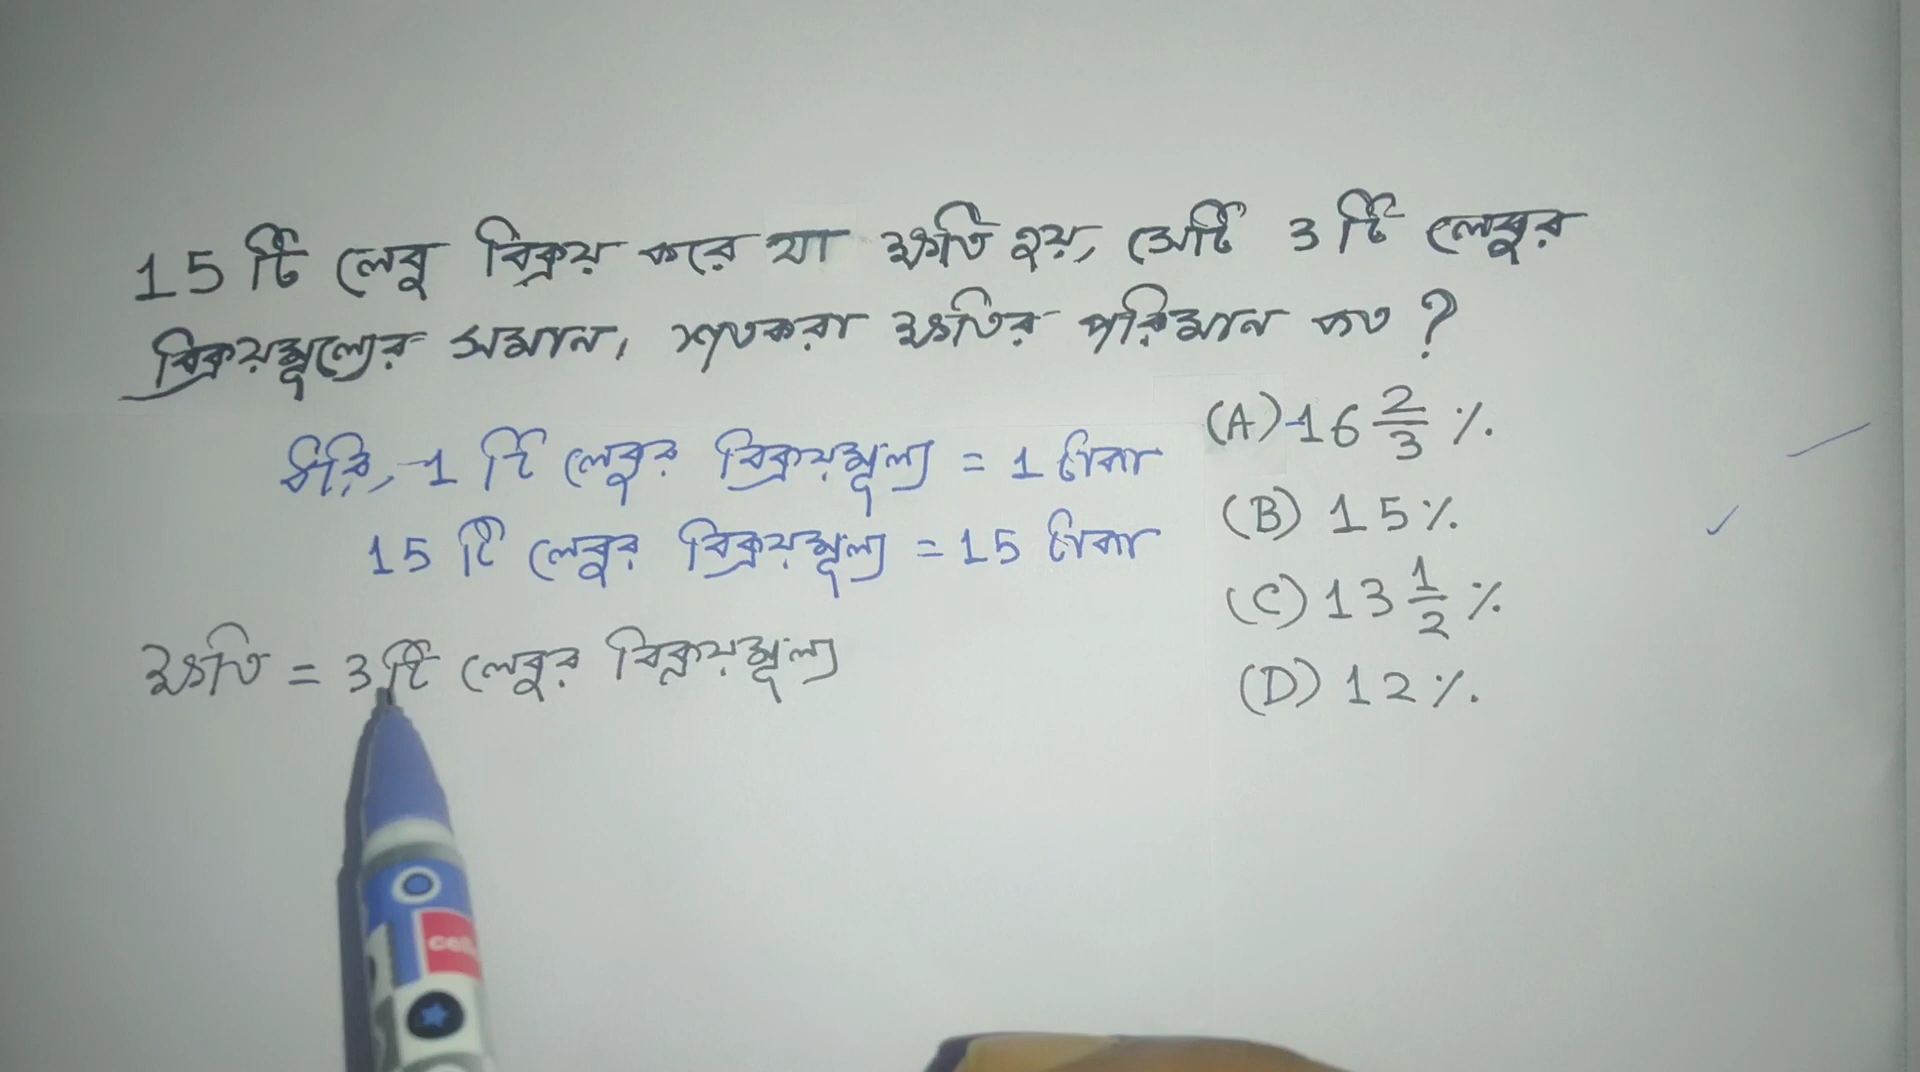 15 টি লেবু বিক্রয় করে যা ক্ষতি হয়, সেটি 3 টি লেবুর
বিক্রয়মূল্যের সমান, শতকরা ক্ষতির পরিমান কত ?
(A) 16 2/3 %.
ধরি, 1 টি লেবুর বিক্রয়মূল্য = 1 টাকা
(B) 15 %.
15 টি লেবুর বিক্রয়মূল্য = 15 টাকা
(C) 13 1/2 %.
ক্ষতি = 3 টি লেবুর বিক্রয়মূল্য
(D) 12 %.